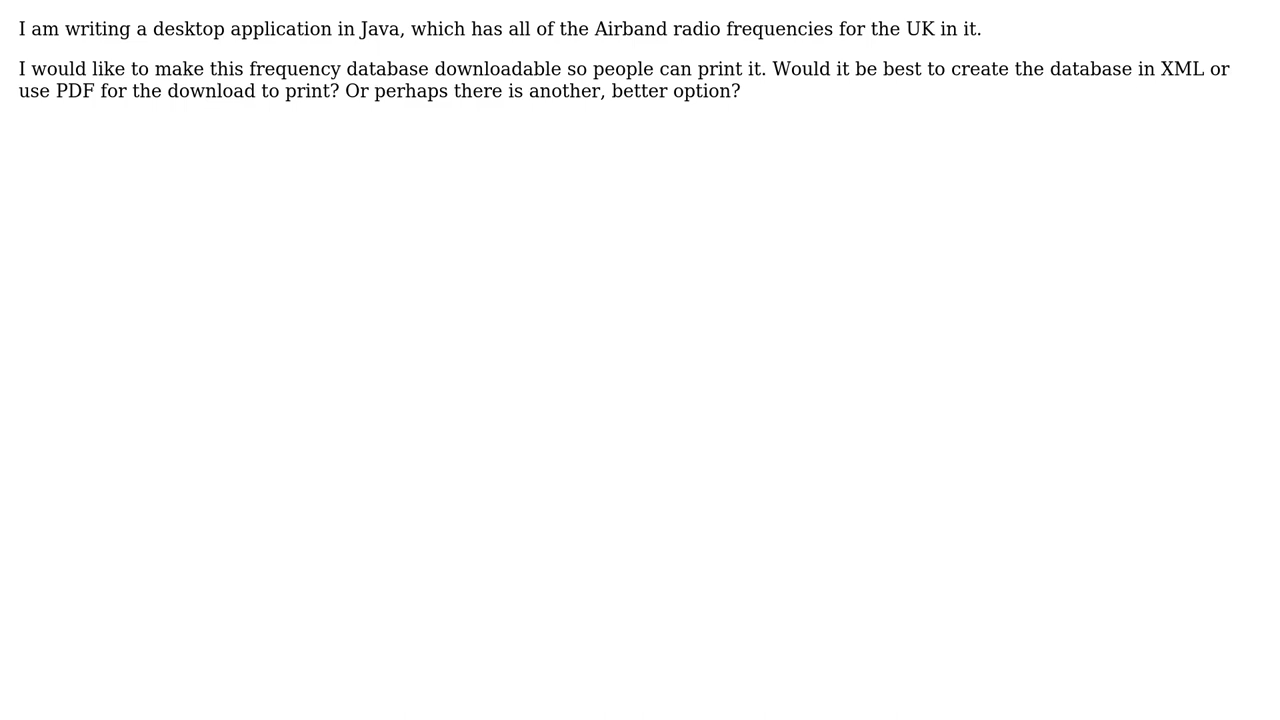 I am writing a desktop application in Java, which has all of the Airband radio frequencies for the UK in it.
I would like to make this frequency database downloadable so people can print it. Would it be best to create the database in XML or
use PDF for the download to print? Or perhaps there is another, better option?